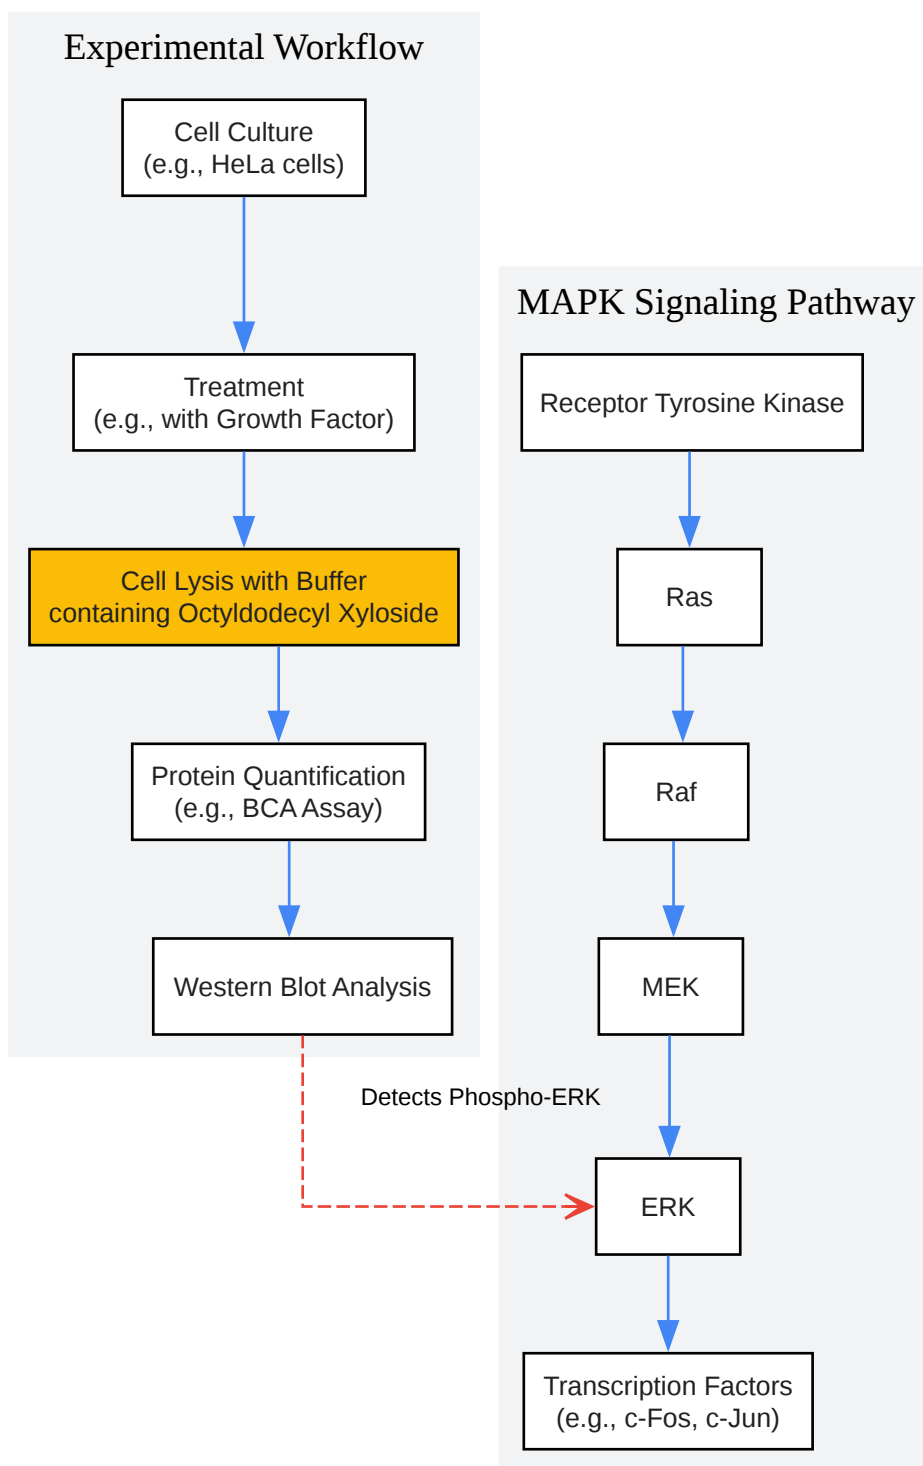 Experimental Workflow
Cell Culture
(e.g., HeLa cells)
Treatment
(e.g., with Growth Factor)
Cell Lysis with Buffer
containing Octyldodecyl Xyloside
Protein Quantification
(e.g., BCA Assay)
Western Blot Analysis
Detects Phospho-ERK
MAPK Signaling Pathway
Receptor Tyrosine Kinase
Ras
Raf
MEK
ERK
Transcription Factors
(e.g., c-Fos, c-Jun)